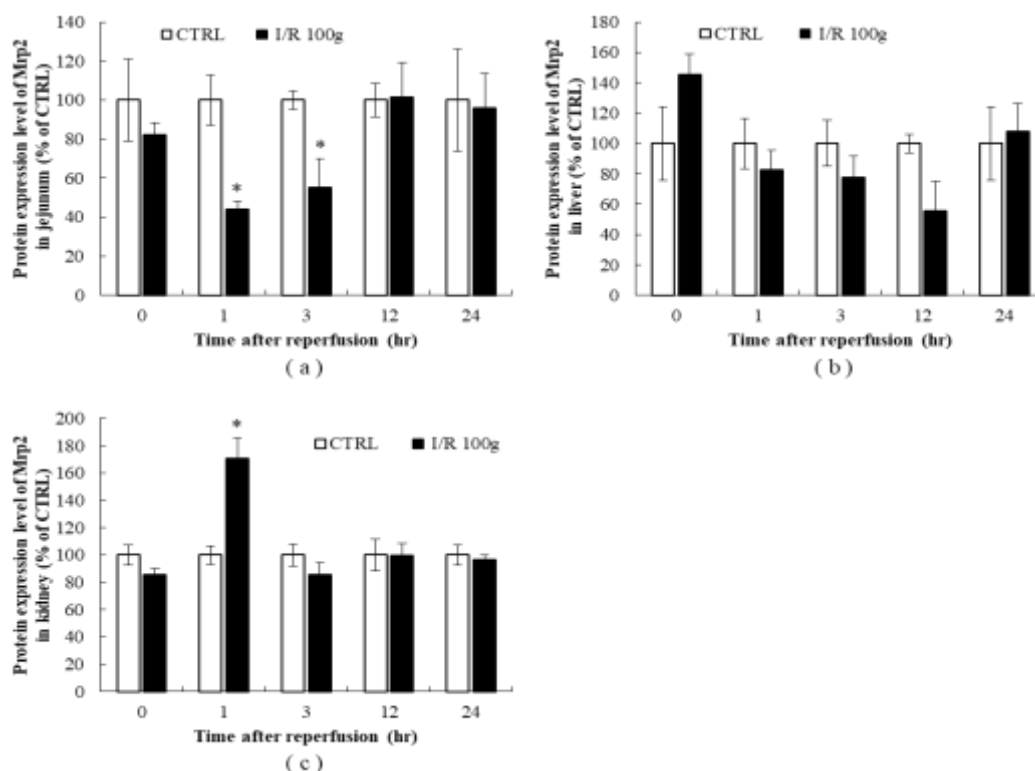 CTRL I/R 100g
Protein expression level of Mrp2
in jejunum (% of CTRL)
140
120
100
80
60
40
20
0
* *
0 1 3 12 24
Time after reperfusion (hr)
( a )
CTRL I/R 100g
Protein expression level of Mrp2
in liver (% of CTRL)
180
160
140
120
100
80
60
40
20
0
0 1 3 12 24
Time after reperfusion (hr)
( b )
CTRL I/R 100g
Protein expression level of Mrp2
in kidney (% of CTRL)
200
180
160
140
120
100
80
60
40
20
0
*
0 1 3 12 24
Time after reperfusion (hr)
( c )